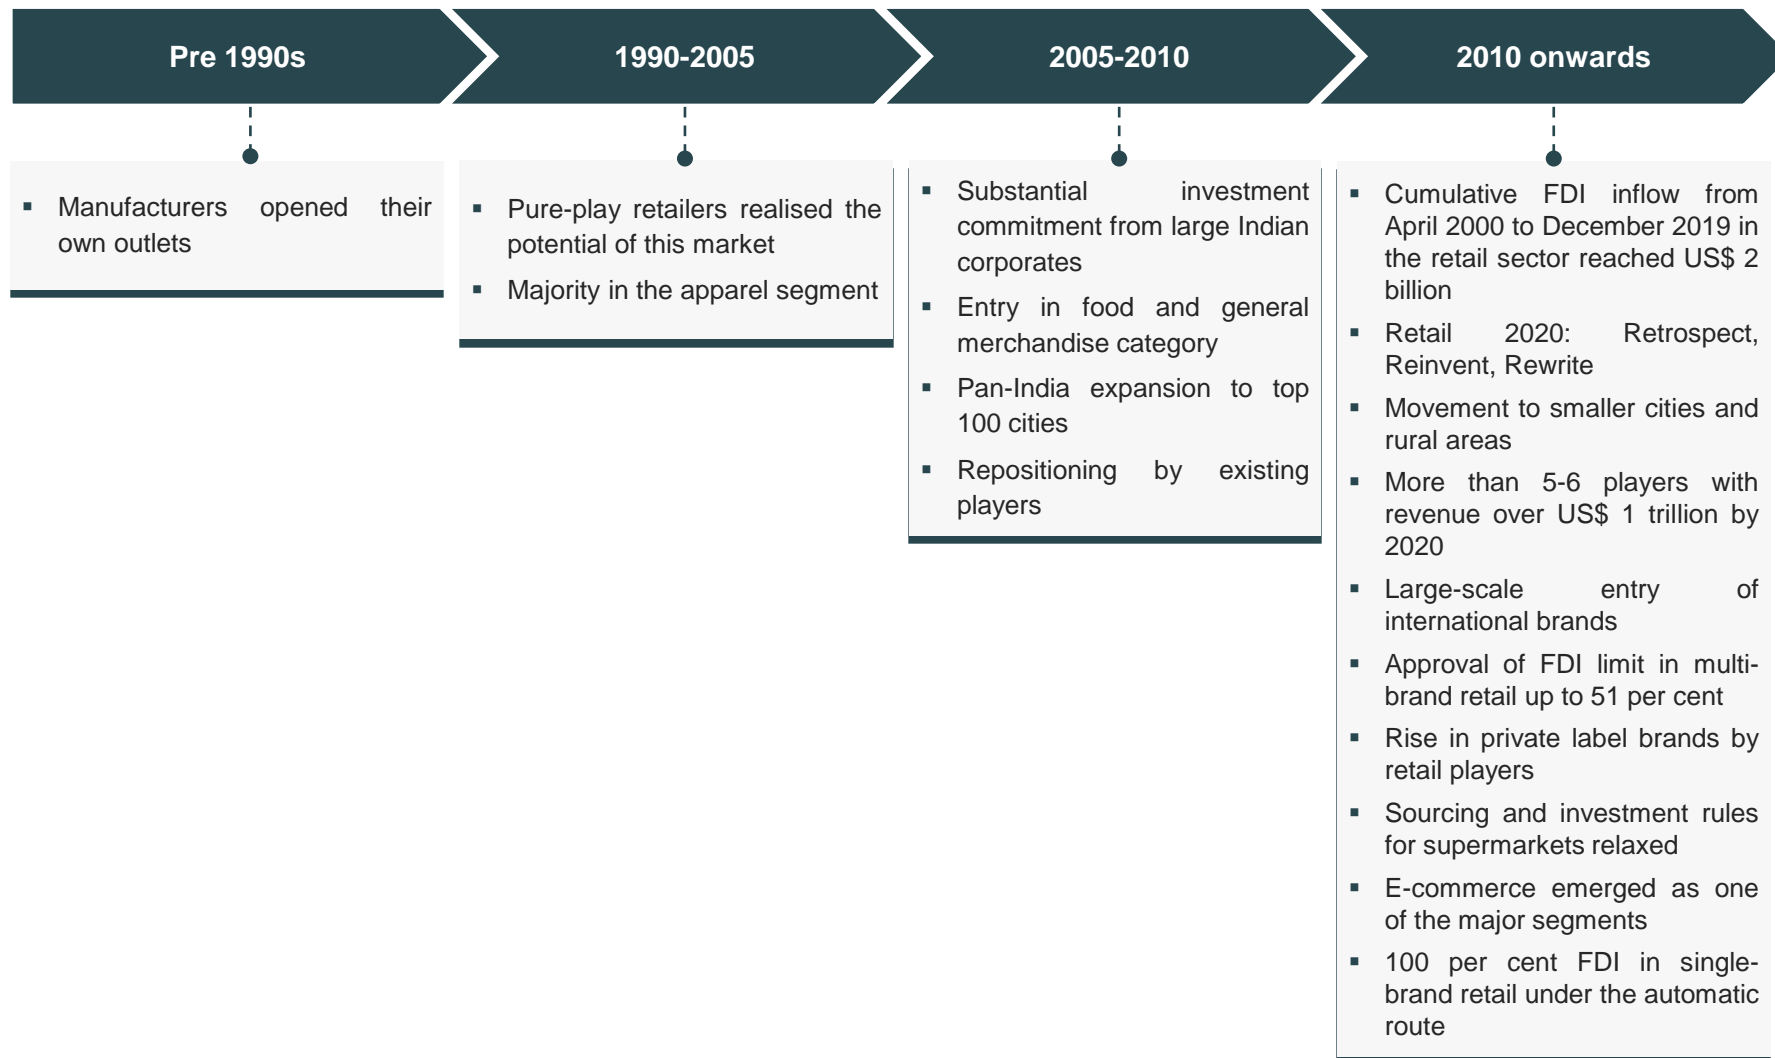 Pre 1990s
1990-2005
2005-2010
2010 onwards
▪ Manufacturers opened their
own outlets
▪ Pure-play retailers realised the
potential of this market
▪ Majority in the apparel segment
▪ Substantial investment
commitment from large Indian
corporates
▪ Entry in food and general
merchandise category
▪ Pan-India expansion to top
100 cities
▪ Repositioning by existing
players
▪ Cumulative FDI inflow from
April 2000 to December 2019 in
the retail sector reached US$ 2
billion
▪ Retail 2020: Retrospect,
Reinvent, Rewrite
▪ Movement to smaller cities and
rural areas
▪ More than 5-6 players with
revenue over US$ 1 trillion by
2020
▪ Large-scale entry of
international brands
▪ Approval of FDI limit in multi-
brand retail up to 51 per cent
▪ Rise in private label brands by
retail players
▪ Sourcing and investment rules
for supermarkets relaxed
▪ E-commerce emerged as one
of the major segments
▪ 100 per cent FDI in single-
brand retail under the automatic
route